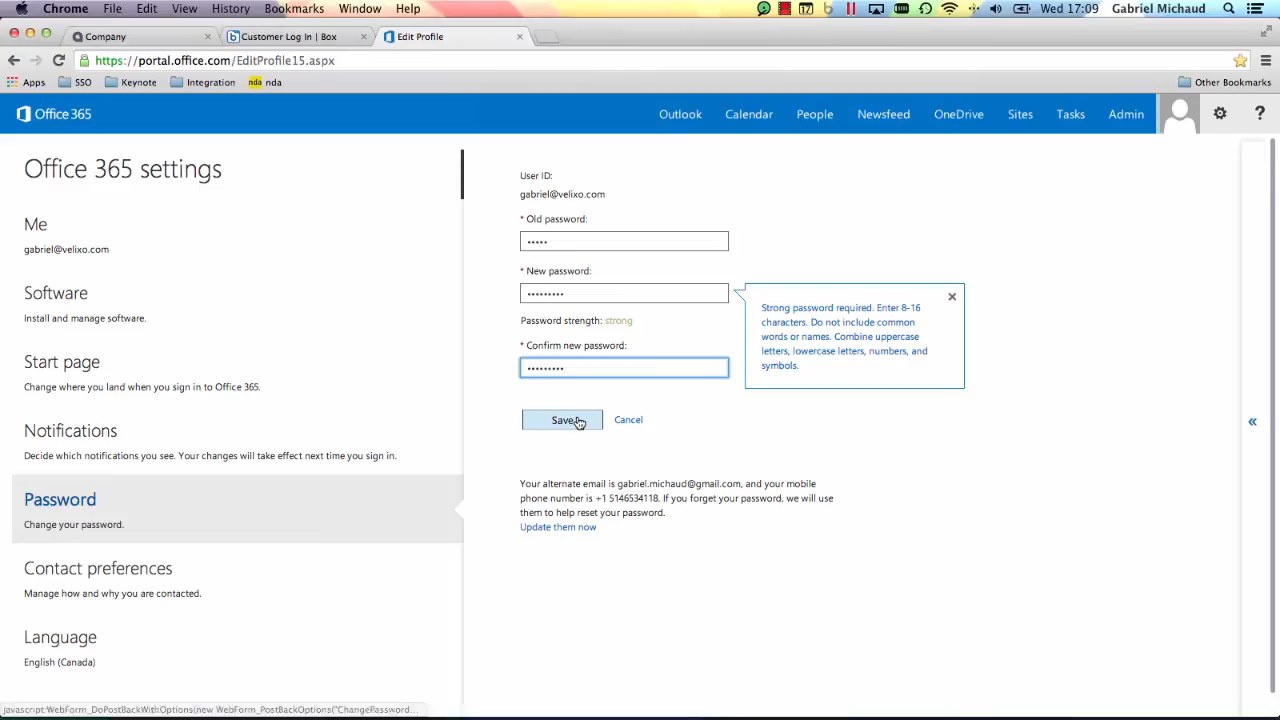 Chrome File Edit View History Bookmarks Window Help
17 Wed 17:09 Gabriel Michaud
Company
Customer Log In | Box
Edit Profile
https://portal.office.com/EditProfile15.aspx
Apps SSO Keynote Integration nda nda Other Bookmarks
Office 365
Outlook Calendar People Newsfeed OneDrive Sites Tasks Admin ?
Office 365 settings
Me
gabriel@velixo.com
Software
Install and manage software.
Start page
Change where you land when you sign in to Office 365.
Notifications
Decide which notifications you see. Your changes will take effect next time you sign in.
Password
Change your password.
Contact preferences
Manage how and why you are contacted.
Language
English (Canada)
User ID:
gabriel@velixo.com
* Old password:
•••••
* New password:
•••••••••
Password strength: strong
* Confirm new password:
•••••••••
Strong password required. Enter 8-16
characters. Do not include common
words or names. Combine uppercase
letters, lowercase letters, numbers, and
symbols.
Save Cancel
Your alternate email is gabriel.michaud@gmail.com, and your mobile
phone number is +1 5146534118. If you forget your password, we will use
them to help reset your password.
Update them now
javascript:WebForm_DoPostBackWithOptions(new WebForm_PostBackOptions("ChangePassword...